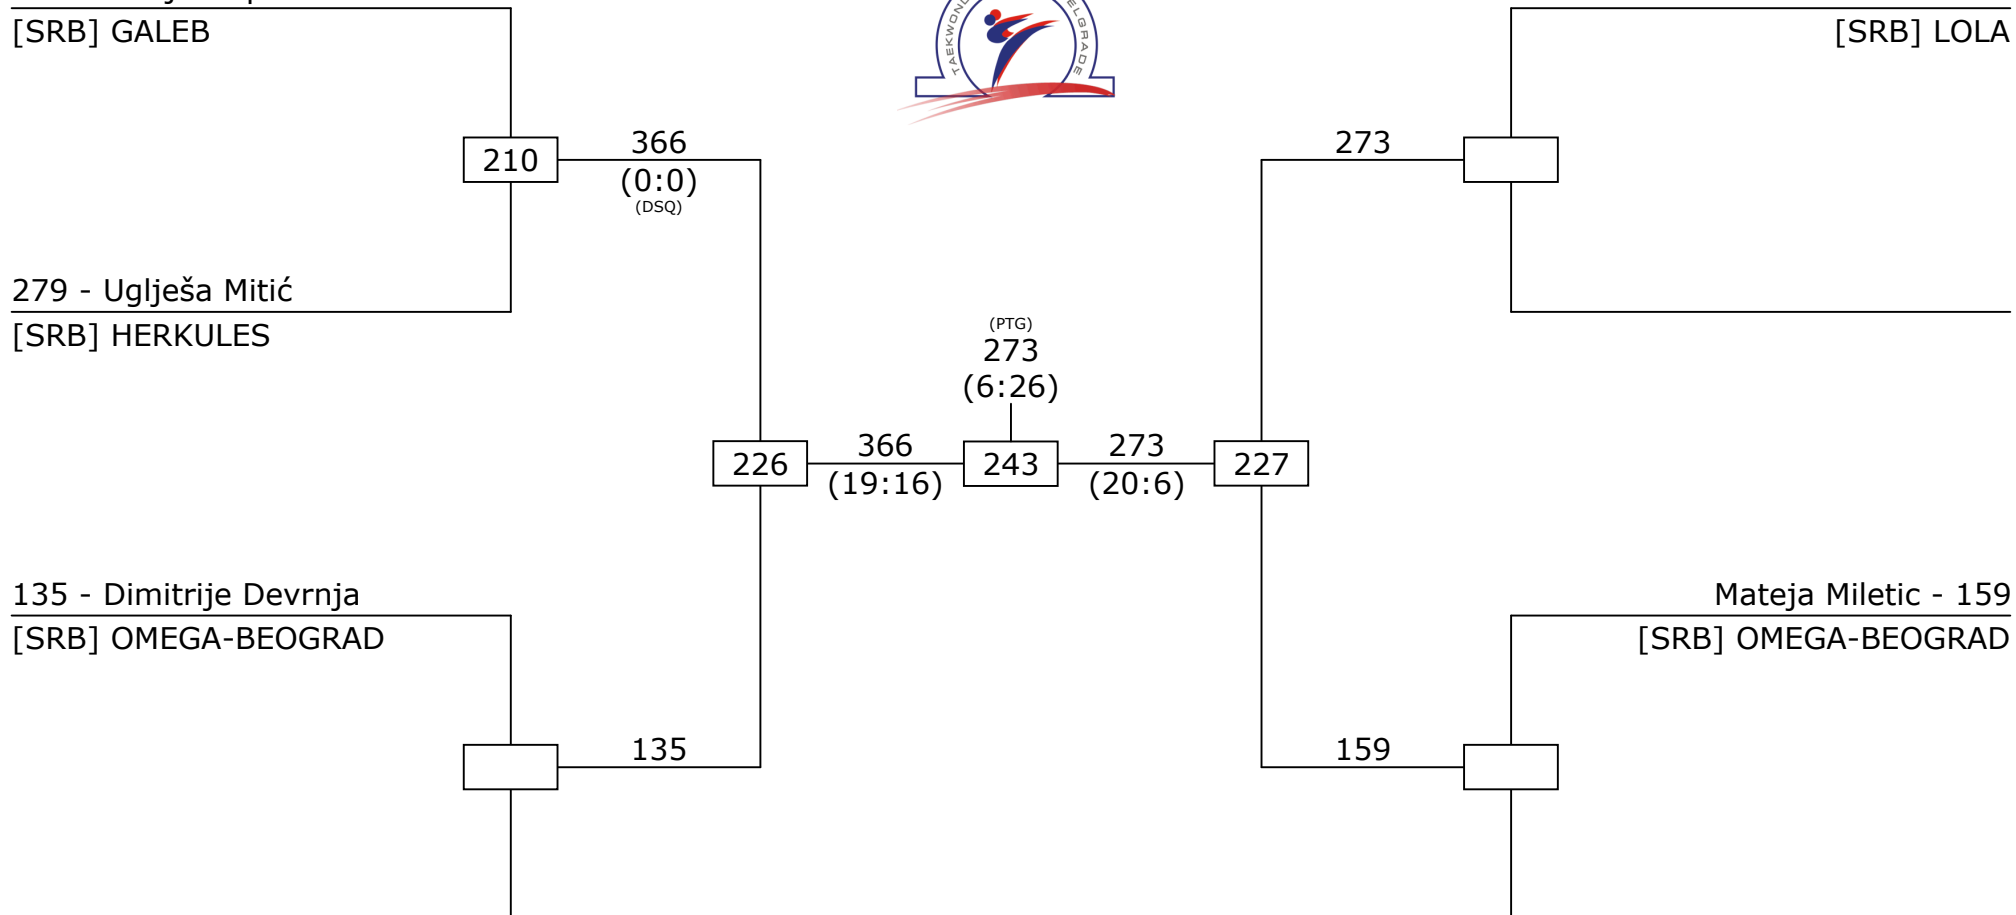 [SRB] GALEB
[SRB] LOLA
TAEKWON
ELGRADE
210
366
(0:0)
(DSQ)
273
279 - Uglješa Mitić
[SRB] HERKULES
(PTG)
273
(6:26)
226
366
(19:16)
243
273
(20:6)
227
135 - Dimitrije Devrnja
[SRB] OMEGA-BEOGRAD
Mateja Miletic - 159
[SRB] OMEGA-BEOGRAD
135
159